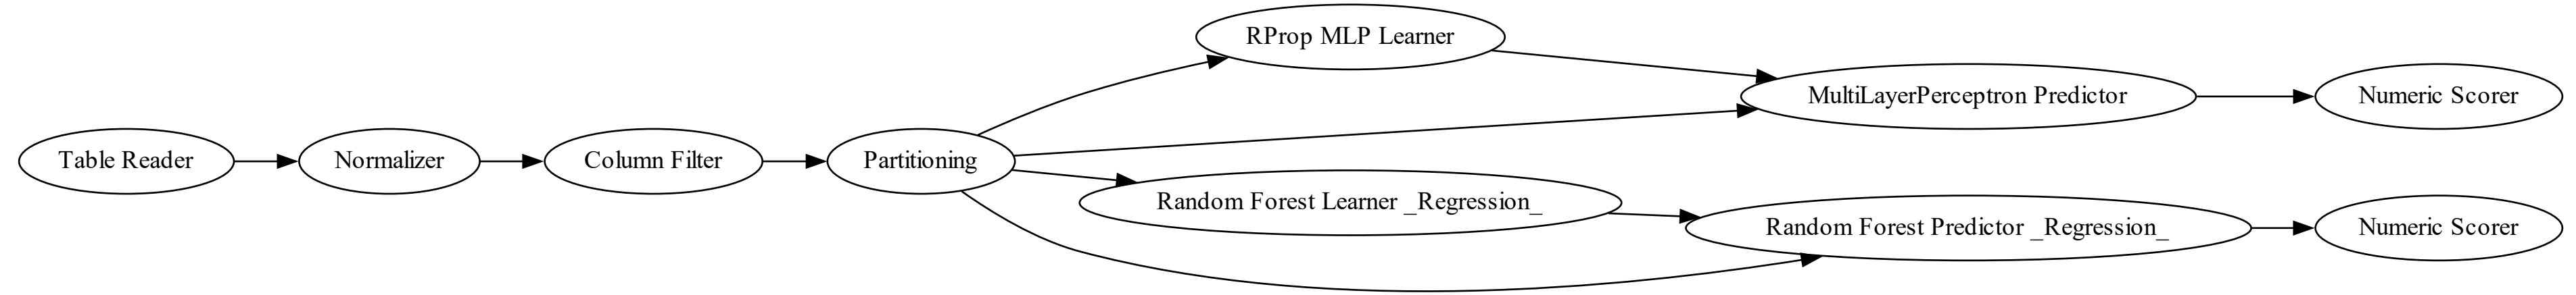 Table Reader
Normalizer
Column Filter
Partitioning
RProp MLP Learner
MultiLayerPerceptron Predictor
Numeric Scorer
Random Forest Learner _Regression_
Random Forest Predictor _Regression_
Numeric Scorer